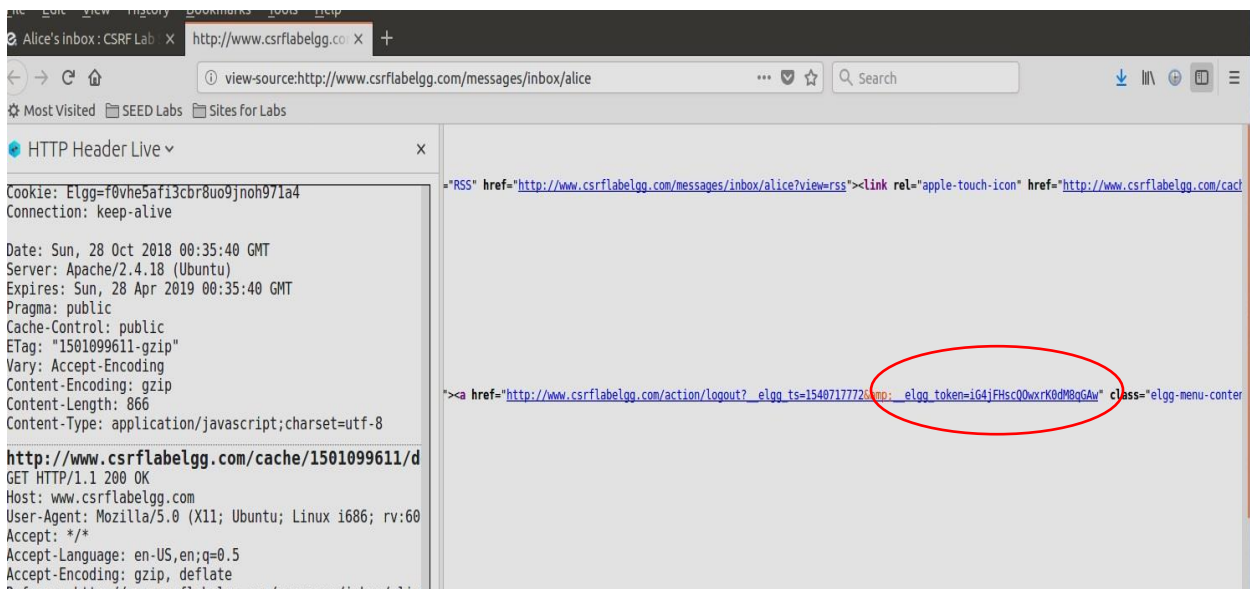 Alice's inbox : CSRF Lab
http://www.csrflabelgg.co
view-source:http://www.csrflabelgg.com/messages/inbox/alice
Search
Most Visited SEED Labs Sites for Labs
HTTP Header Live
Cookie: Elgg=f0vhe5afi3cbr8uo9jnoh971a4
Connection: keep-alive
Date: Sun, 28 Oct 2018 00:35:40 GMT
Server: Apache/2.4.18 (Ubuntu)
Expires: Sun, 28 Apr 2019 00:35:40 GMT
Pragma: public
Cache-Control: public
ETag: "1501099611-gzip"
Vary: Accept-Encoding
Content-Encoding: gzip
Content-Length: 866
Content-Type: application/javascript;charset=utf-8
http://www.csrflabelgg.com/cache/1501099611/d
GET HTTP/1.1 200 OK
Host: www.csrflabelgg.com
User-Agent: Mozilla/5.0 (X11; Ubuntu; Linux i686; rv:60
Accept: */*
Accept-Language: en-US,en;q=0.5
Accept-Encoding: gzip, deflate
="RSS" href="http://www.csrflabelgg.com/messages/inbox/alice?view=rss"><link rel="apple-touch-icon" href="http://www.csrflabelgg.com/cach
"><a href="http://www.csrflabelgg.com/action/logout?__elgg_ts=1540717772&amp;__elgg_token=iG4jFHscQOwxrK0dM8qGAw" class="elgg-menu-conter